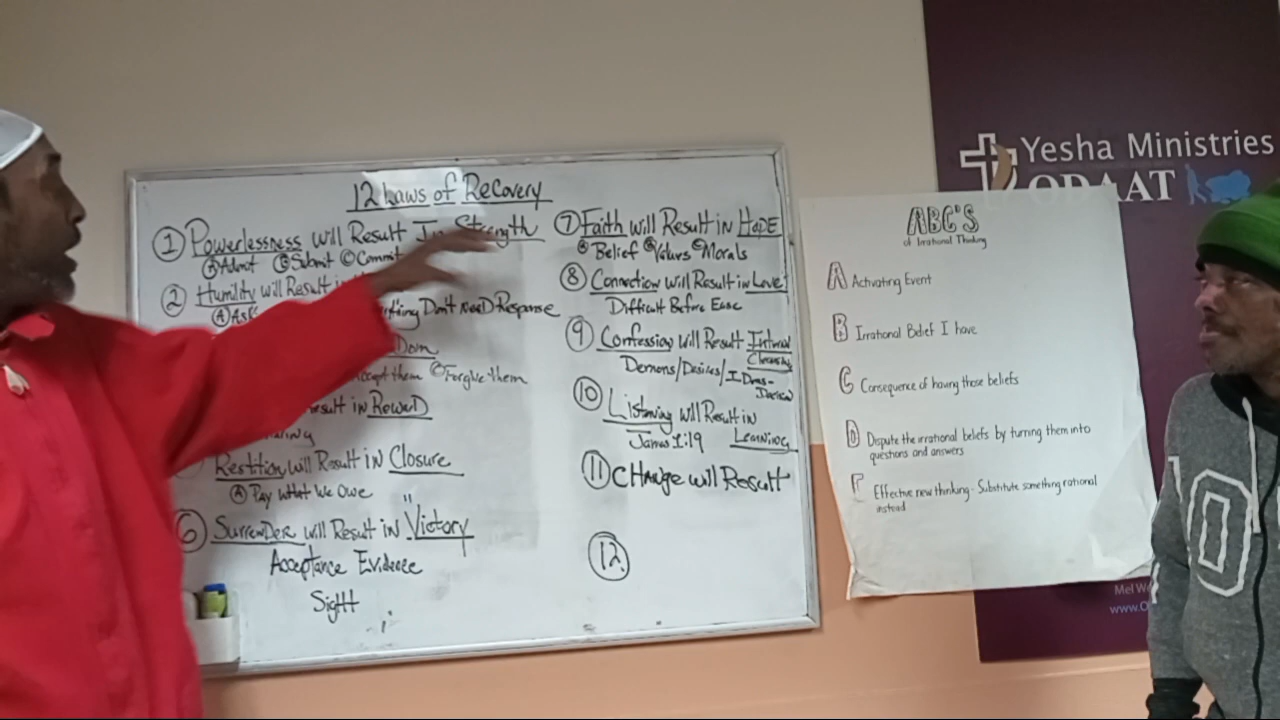 12 Laws of Recovery
① Powerlessness will Result In Strength
Ⓐ Admit Ⓑ Submit Ⓒ Commit
② Humility will Result in
Ⓐ Ask Don't NeeD Response
Dom
Accept them Ⓒ Forgive them
Result in Reward
Restition will Result in Closure
Ⓐ Pay What We Owe
⑥ SurrenDer will Result in "Victory
Acceptance Evidence
Sight
⑦ Faith will Result in HoPE
Ⓐ Belief Ⓑ Values Ⓒ Morals
⑧ Connection will Result in Love!
Difficult Before Ease
⑨ Confession will Result Internal
Cleansing
Demons/Desires/
⑩ Listening will Result in
James 1:19 Learning
⑪ CHange will Result
⑫
ABC'S
of Irrational Thinking
A Activating Event
B Irrational Belief I have
C Consequence of having those beliefs
D Dispute the irrational beliefs by turning them into
questions and answers
E Effective new thinking - Substitute something rational
instead
Yesha Ministries
ODAAT
Mel
www.O
10